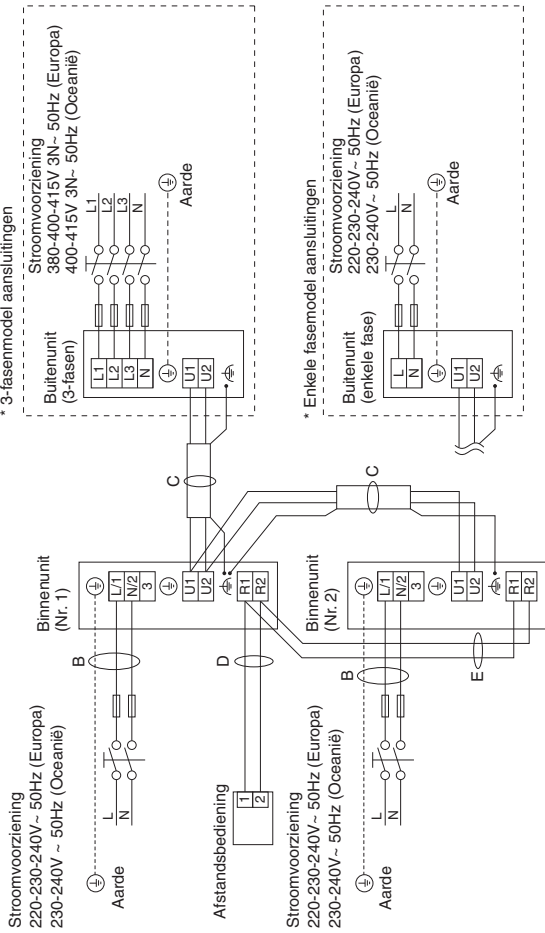 * 3-fasenmodel aansluitingen
Stroomvoorziening
380-400-415V 3N~ 50Hz (Europa)
400-415V 3N~ 50Hz (Oceanië)
Buitenunit
(3-fasen)
L1
L2
L3
N
L1
L2
L3
N
Aarde
U1
U2
* Enkele fasemodel aansluitingen
Stroomvoorziening
220-230-240V~ 50Hz (Europa)
230-240V~ 50Hz (Oceanië)
Buitenunit
(enkele fase)
L
N
L
N
Aarde
U1
U2
C
C
Binnenunit
(Nr. 1)
L/1
N/2
3
U1
U2
R1
R2
Binnenunit
(Nr. 2)
L/1
N/2
3
U1
U2
R1
R2
B
D
B
E
Stroomvoorziening
220-230-240V~ 50Hz (Europa)
230-240V ~ 50Hz (Oceanië)
L
N
Aarde
Afstandsbediening
1
2
Stroomvoorziening
220-230-240V~ 50Hz (Europa)
230-240V ~ 50Hz (Oceanië)
L
N
Aarde